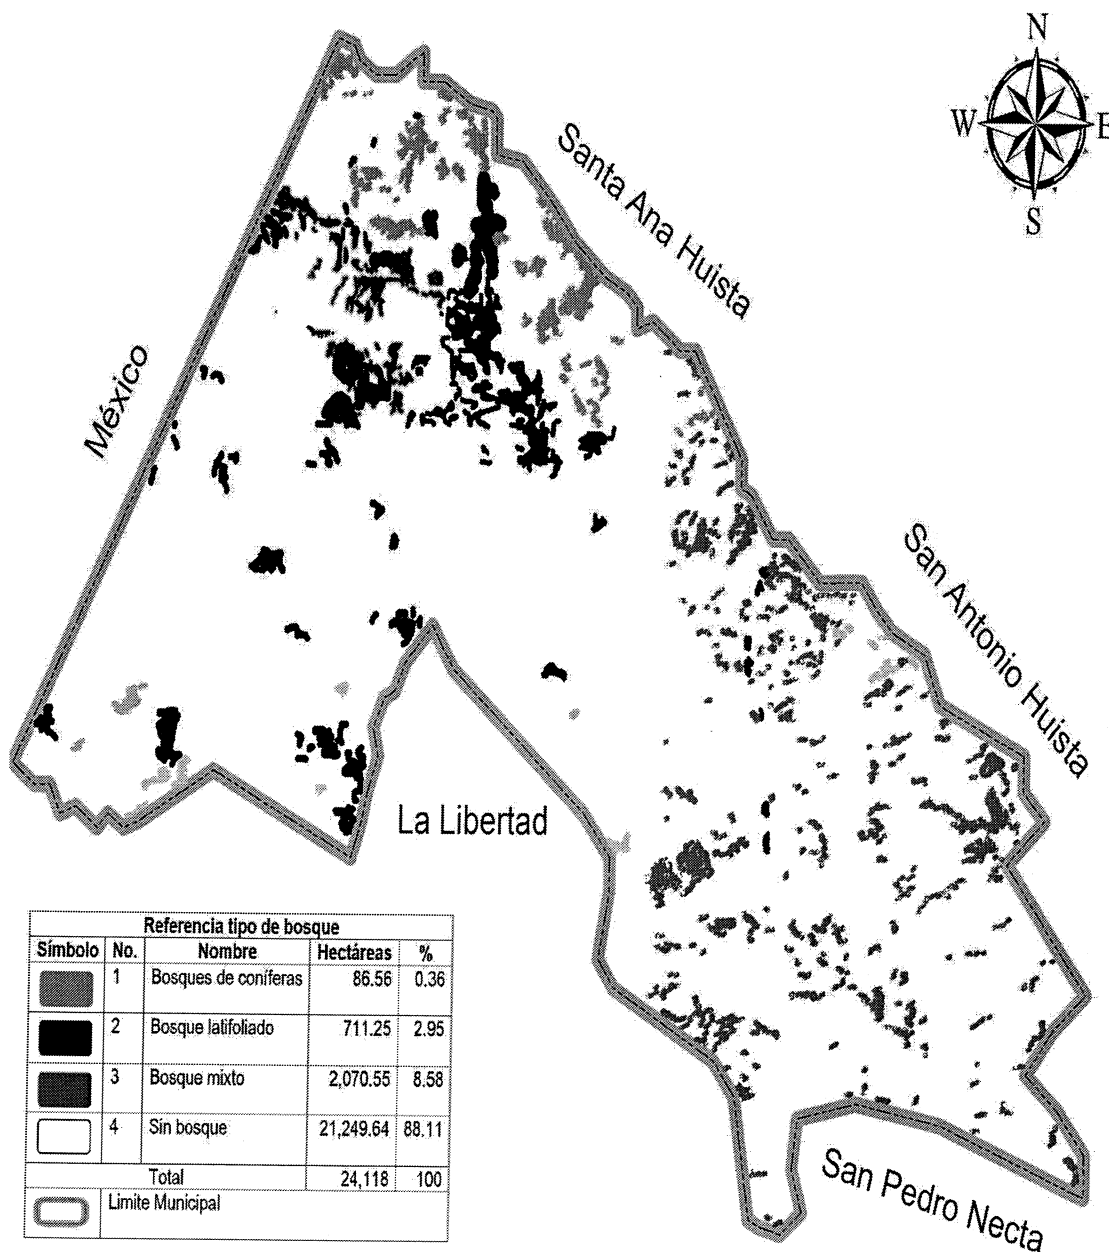 N
W E
S
Santa Ana Huista
México
San Antonio Huista
La Libertad
San Pedro Necta
Referencia tipo de bosque
Símbolo No. Nombre Hectáreas %
1 Bosques de coníferas 86.56 0.36
2 Bosque latifoliado 711.25 2.95
3 Bosque mixto 2,070.55 8.58
4 Sin bosque 21,249.64 88.11
Total 24,118 100
Limite Municipal